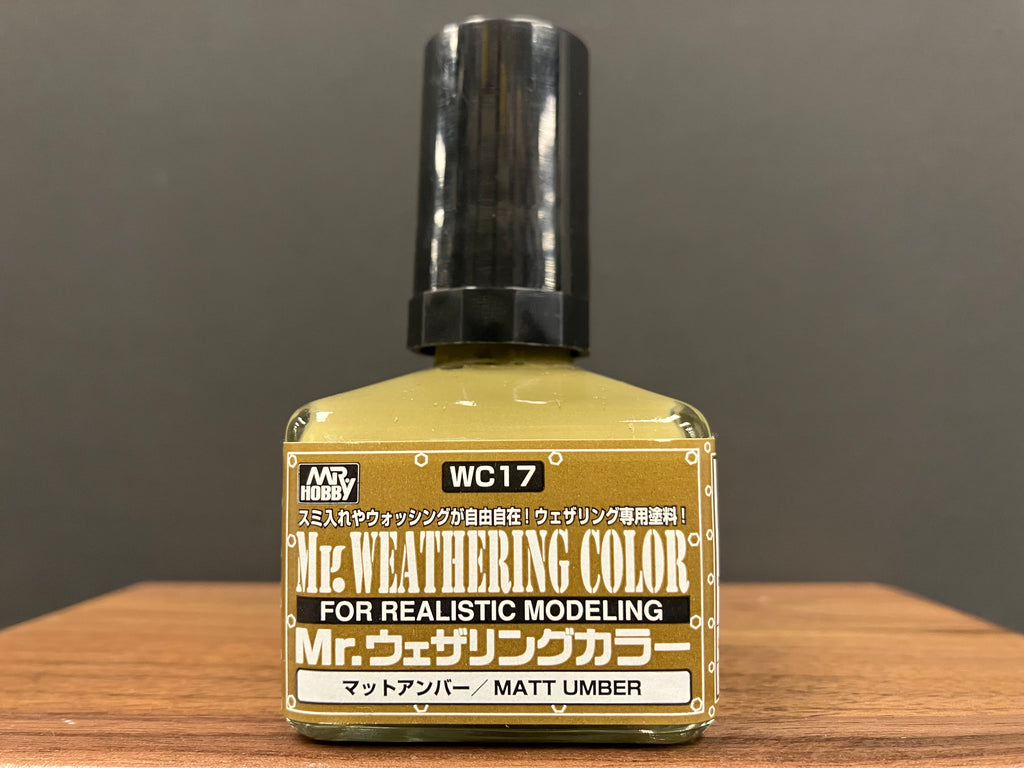 MR HOBBY
WC17
スミ入れやウォッシングが自由自在！ウェザリング専用塗料！
Mr. WEATHERING COLOR
FOR REALISTIC MODELING
Mr.ウェザリングカラー
マットアンバー／MATT UMBER